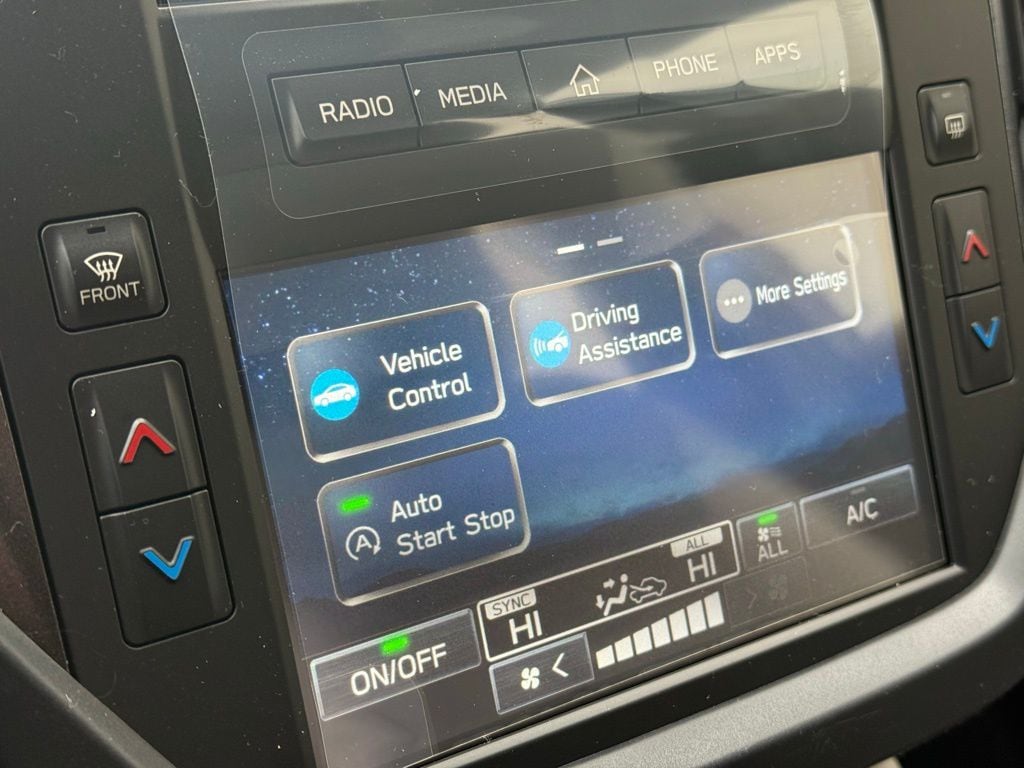 RADIO
MEDIA
PHONE
APPS
FRONT
Vehicle
Control
Driving
Assistance
More Settings
A
Auto
Start Stop
SYNC
HI
ALL
HI
ALL
A/C
ON/OFF